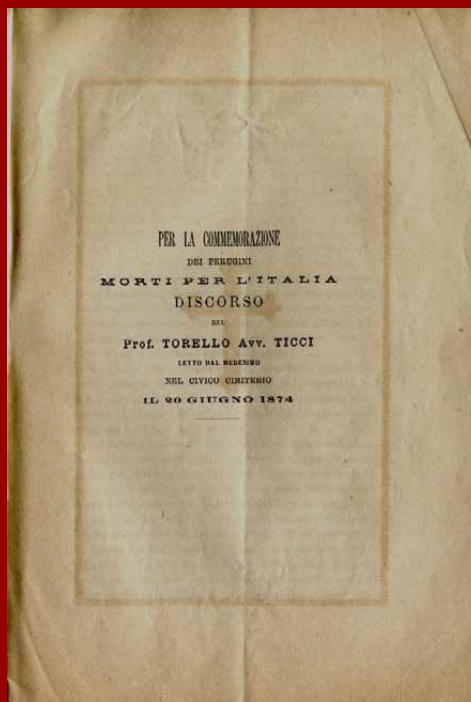 PER LA COMMEMORAZIONE
DEI PERUGINI
MORTI PER L'ITALIA
DISCORSO
DEL
Prof. TORELLO Avv. TICCI
LETTO DAL MEDESIMO
NEL CIVICO CIMITERIO
IL 20 GIUGNO 1874